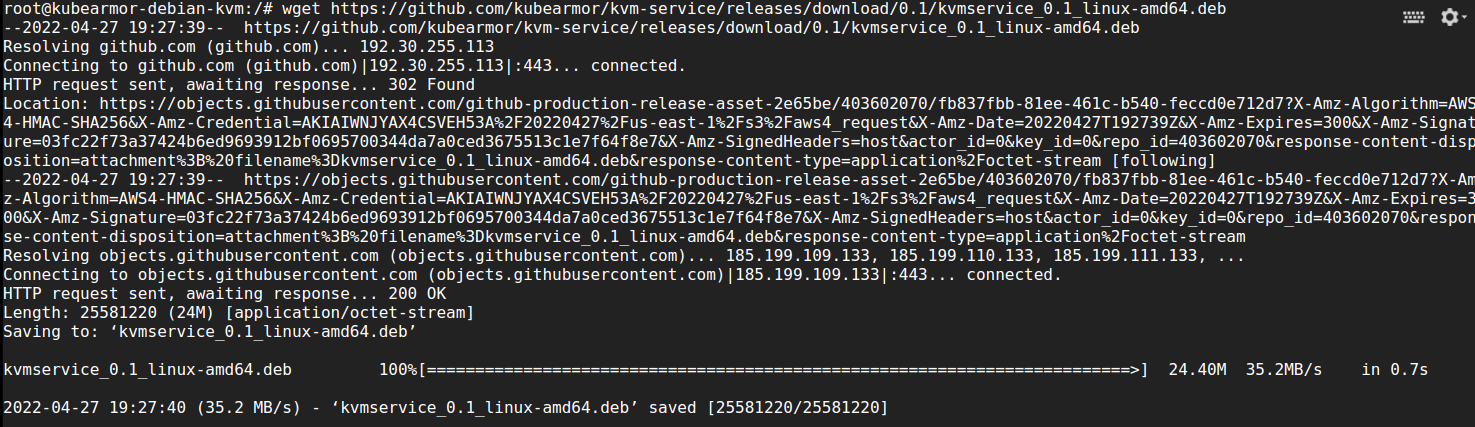 root@kubearmor-debian-kvm:/# wget https://github.com/kubearmor/kvm-service/releases/download/0.1/kvmservice_0.1_linux-amd64.deb
--2022-04-27 19:27:39--  https://github.com/kubearmor/kvm-service/releases/download/0.1/kvmservice_0.1_linux-amd64.deb
Resolving github.com (github.com)... 192.30.255.113
Connecting to github.com (github.com)|192.30.255.113|:443... connected.
HTTP request sent, awaiting response... 302 Found
Location: https://objects.githubusercontent.com/github-production-release-asset-2e65be/403602070/fb837fbb-81ee-461c-b540-feccd0e712d7?X-Amz-Algorithm=AWS
4-HMAC-SHA256&X-Amz-Credential=AKIAIWNJYAX4CSVEH53A%2F20220427%2Fus-east-1%2Fs3%2Faws4_request&X-Amz-Date=20220427T192739Z&X-Amz-Expires=300&X-Amz-Signat
ure=03fc22f73a37424b6ed9693912bf0695700344da7a0ced3675513c1e7f64f8e7&X-Amz-SignedHeaders=host&actor_id=0&key_id=0&repo_id=403602070&response-content-disp
osition=attachment%3B%20filename%3Dkvmservice_0.1_linux-amd64.deb&response-content-type=application%2Foctet-stream [following]
--2022-04-27 19:27:39--  https://objects.githubusercontent.com/github-production-release-asset-2e65be/403602070/fb837fbb-81ee-461c-b540-feccd0e712d7?X-Am
z-Algorithm=AWS4-HMAC-SHA256&X-Amz-Credential=AKIAIWNJYAX4CSVEH53A%2F20220427%2Fus-east-1%2Fs3%2Faws4_request&X-Amz-Date=20220427T192739Z&X-Amz-Expires=3
00&X-Amz-Signature=03fc22f73a37424b6ed9693912bf0695700344da7a0ced3675513c1e7f64f8e7&X-Amz-SignedHeaders=host&actor_id=0&key_id=0&repo_id=403602070&respon
se-content-disposition=attachment%3B%20filename%3Dkvmservice_0.1_linux-amd64.deb&response-content-type=application%2Foctet-stream
Resolving objects.githubusercontent.com (objects.githubusercontent.com)... 185.199.109.133, 185.199.110.133, 185.199.111.133, ...
Connecting to objects.githubusercontent.com (objects.githubusercontent.com)|185.199.109.133|:443... connected.
HTTP request sent, awaiting response... 200 OK
Length: 25581220 (24M) [application/octet-stream]
Saving to: ‘kvmservice_0.1_linux-amd64.deb’
kvmservice_0.1_linux-amd64.deb         100%[=========================================================================>]  24.40M  35.2MB/s    in 0.7s
2022-04-27 19:27:40 (35.2 MB/s) - ‘kvmservice_0.1_linux-amd64.deb’ saved [25581220/25581220]